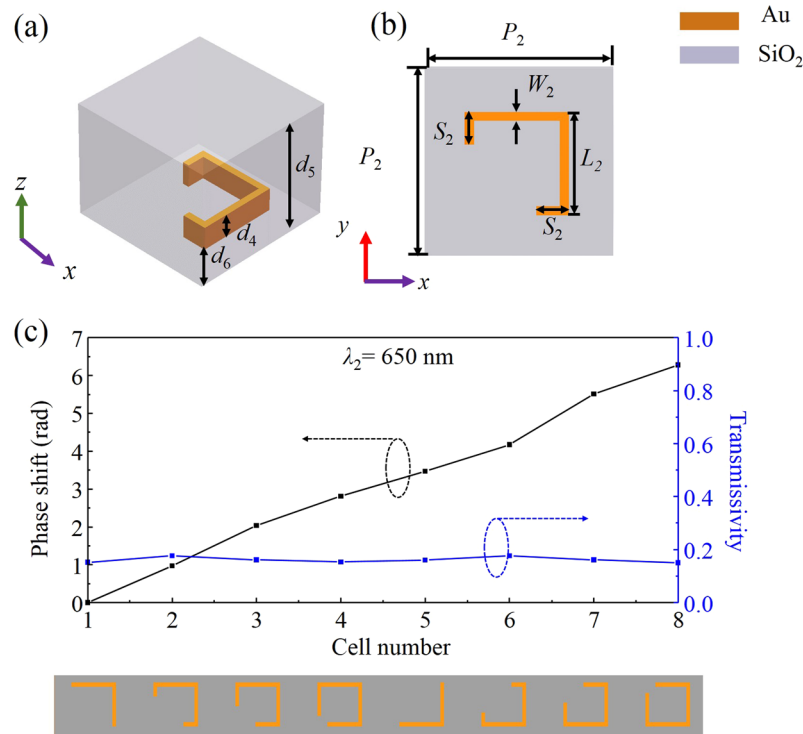 (a)
(b)
Au
SiO₂
P₂
W₂
S₂
P₂
L₂
S₂
d₅
d₄
d₆
z
x
y
x
(c)
λ₂= 650 nm
Phase shift (rad)
7
6
5
4
3
2
1
0
Transmissivity
1.0
0.8
0.6
0.4
0.2
0.0
1 2 3 4 5 6 7 8
Cell number